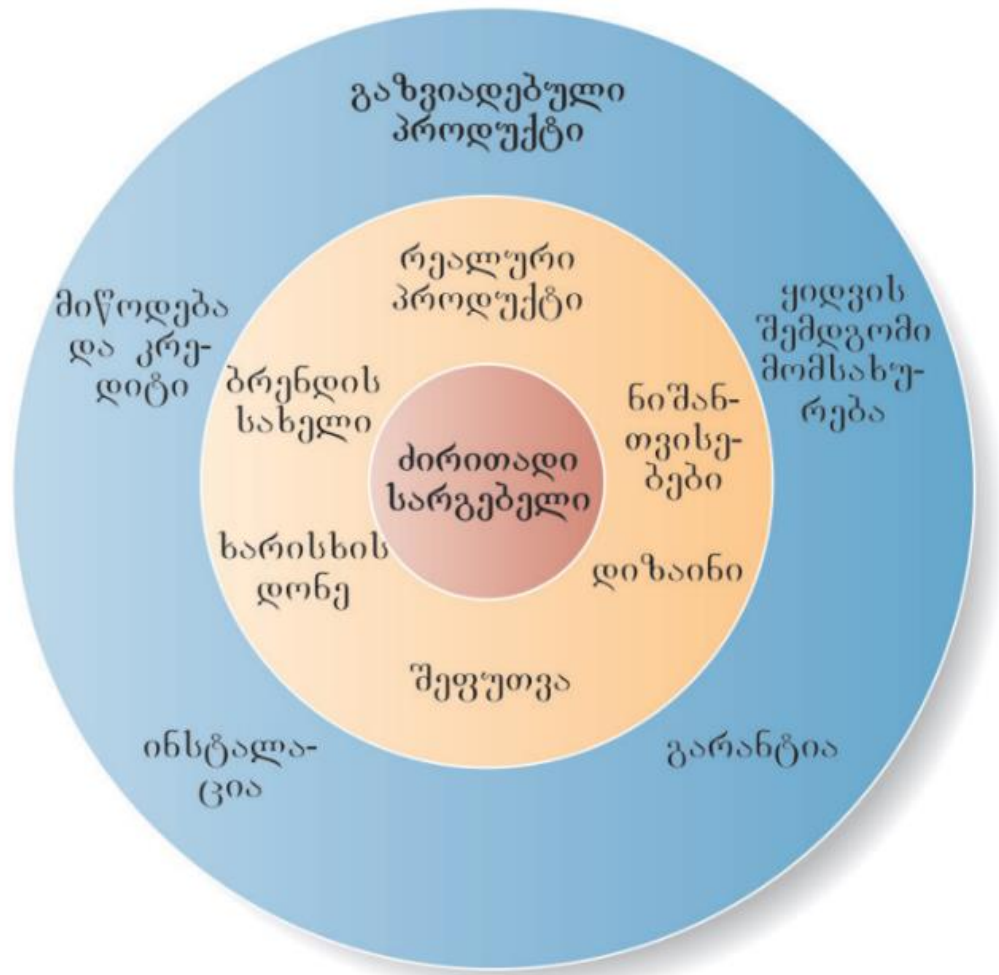 გაზვიადებული
პროდუქტი
რეალური
პროდუქტი
მიწოდება
და კრე-
დიტი
ყიდვის
შემდგომი
მომსახუ-
რება
ბრენდის
სახელი
ნიშან-
თვისე-
ბები
ძირითადი
სარგებელი
ხარისხის
დონე
დიზაინი
შეფუთვა
ინსტალა-
ცია
გარანტია